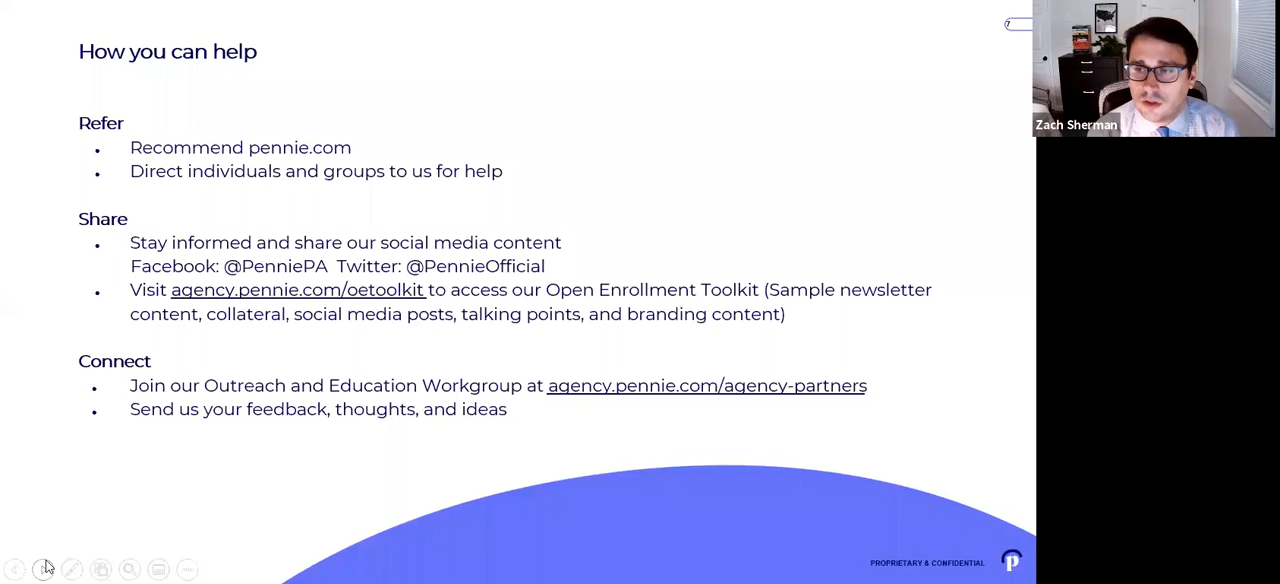 7
How you can help
Zach Sherman
Refer
• Recommend pennie.com
• Direct individuals and groups to us for help
Share
• Stay informed and share our social media content
Facebook: @PenniePA Twitter: @PennieOfficial
• Visit agency.pennie.com/oetoolkit to access our Open Enrollment Toolkit (Sample newsletter
content, collateral, social media posts, talking points, and branding content)
Connect
• Join our Outreach and Education Workgroup at agency.pennie.com/agency-partners
• Send us your feedback, thoughts, and ideas
PROPRIETARY & CONFIDENTIAL
p